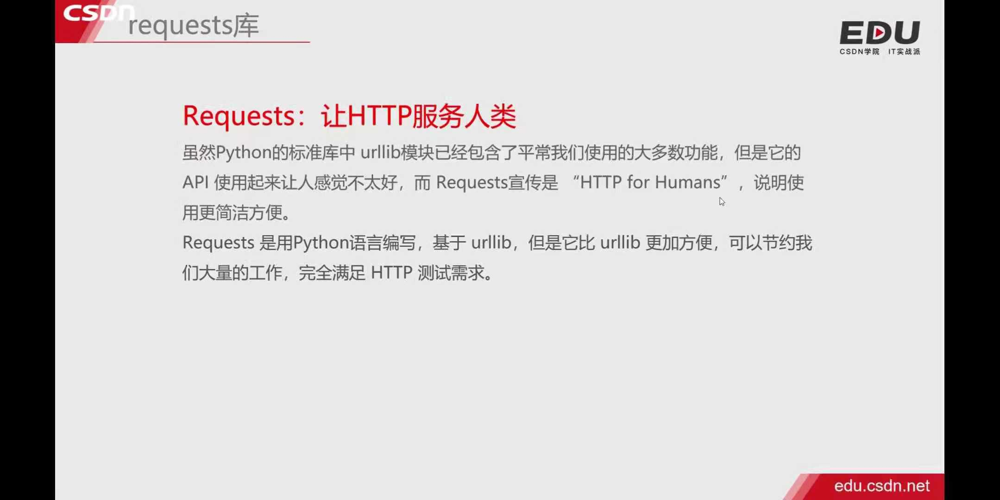 CSDN
requests库
EDU
CSDN学院 IT实战派
Requests：让HTTP服务人类
虽然Python的标准库中 urllib模块已经包含了平常我们使用的大多数功能，但是它的
API 使用起来让人感觉不太好，而 Requests宣传是 “HTTP for Humans”，说明使
用更简洁方便。
Requests 是用Python语言编写，基于 urllib，但是它比 urllib 更加方便，可以节约我
们大量的工作，完全满足 HTTP 测试需求。
edu.csdn.net